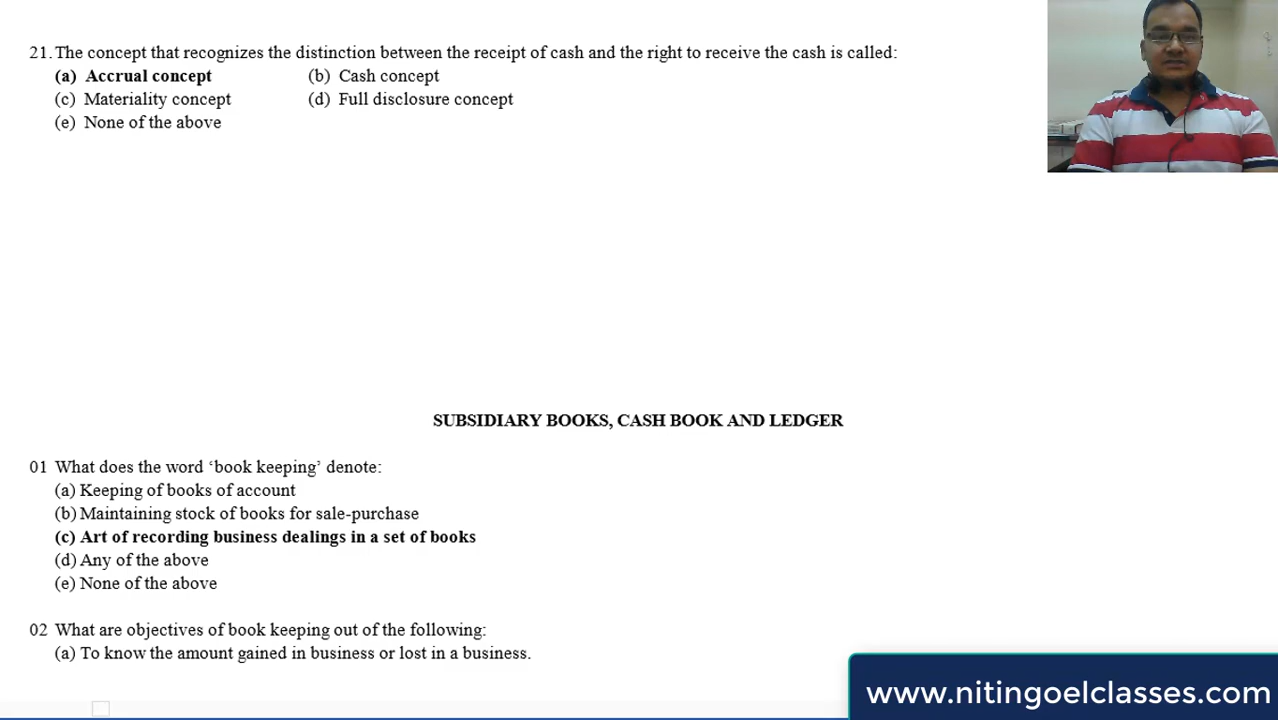 21. The concept that recognizes the distinction between the receipt of cash and the right to receive the cash is called:
(a) Accrual concept (b) Cash concept
(c) Materiality concept (d) Full disclosure concept
(e) None of the above
SUBSIDIARY BOOKS, CASH BOOK AND LEDGER
01 What does the word ‘book keeping’ denote:
(a) Keeping of books of account
(b) Maintaining stock of books for sale-purchase
(c) Art of recording business dealings in a set of books
(d) Any of the above
(e) None of the above
02 What are objectives of book keeping out of the following:
(a) To know the amount gained in business or lost in a business.
www.nitingoelclasses.com